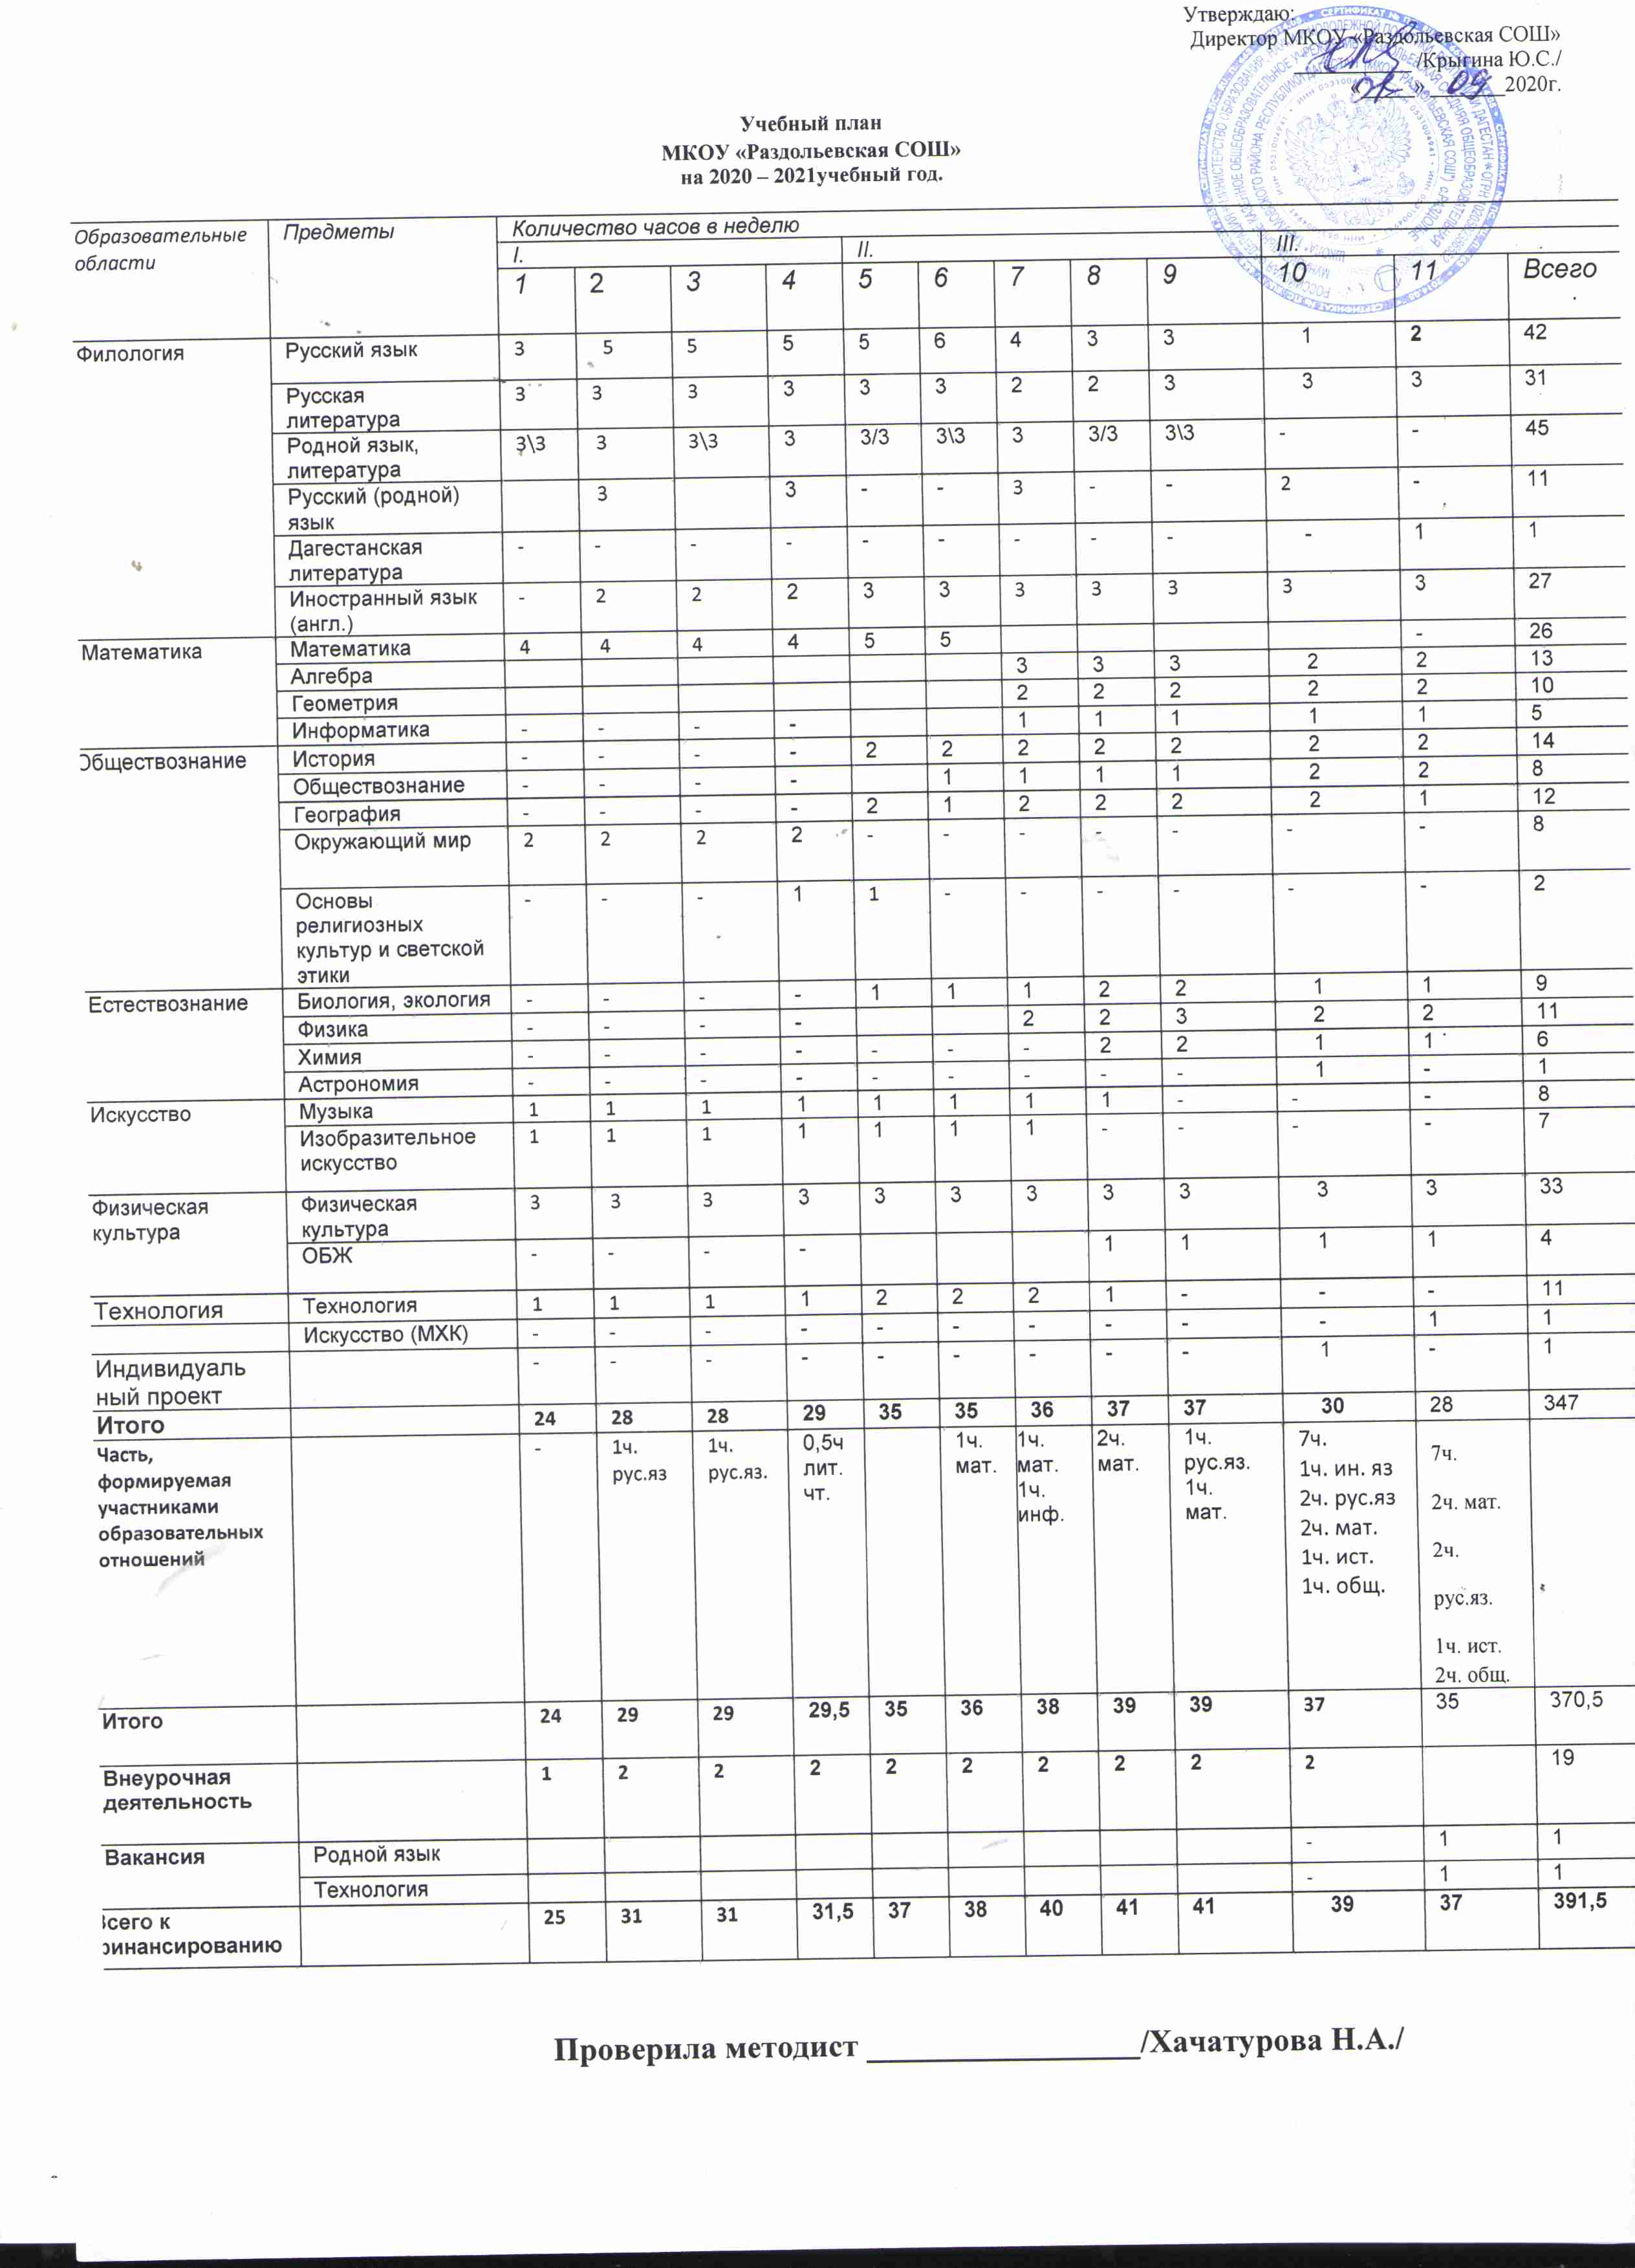 Утверждаю:
Директор МКОУ «Раздольевская СОШ»
/Крыгина Ю.С./
« » 09 2020г.
Учебный план
МКОУ «Раздольевская СОШ»
на 2020 – 2021учебный год.
Образовательные области Предметы Количество часов в неделю
I. II. III.
1 2 3 4 5 6 7 8 9 10 11 Всего
Филология Русский язык 3 5 5 5 5 6 4 3 3 1 2 42
Русская литература 3 3 3 3 3 3 2 2 3 3 3 31
Родной язык, литература 3\3 3 3\3 3 3/3 3\3 3 3/3 3\3 - - 45
Русский (родной) язык 3 3 - - 3 - - 2 - 11
Дагестанская литература - - - - - - - - - - 1 1
Иностранный язык (англ.) - 2 2 2 3 3 3 3 3 3 3 27
Математика Математика 4 4 4 4 5 5 - 26
Алгебра 3 3 3 2 2 13
Геометрия 2 2 2 2 2 10
Информатика - - - - 1 1 1 1 1 5
Обществознание История - - - - 2 2 2 2 2 2 2 14
Обществознание - - - - 1 1 1 1 2 2 8
География - - - - 2 1 2 2 2 2 1 12
Окружающий мир 2 2 2 2 - - - - - - - 8
Основы религиозных культур и светской этики - - - 1 1 - - - - - - 2
Естествознание Биология, экология - - - - 1 1 1 2 2 1 1 9
Физика - - - - 2 2 3 2 2 11
Химия - - - - - - - 2 2 1 1 6
Астрономия - - - - - - - - - 1 - 1
Искусство Музыка 1 1 1 1 1 1 1 1 - - - 8
Изобразительное искусство 1 1 1 1 1 1 1 - - - - 7
Физическая культура Физическая культура 3 3 3 3 3 3 3 3 3 3 3 33
ОБЖ - - - - 1 1 1 1 4
Технология Технология 1 1 1 1 2 2 2 1 - - - 11
Искусство (МХК) - - - - - - - - - - 1 1
Индивидуаль ный проект - - - - - - - - - 1 - 1
Итого 24 28 28 29 35 35 36 37 37 30 28 347
Часть, формируемая участниками образовательных отношений - 1ч. рус.яз 1ч. рус.яз. 0,5ч лит. чт. 1ч. мат. 1ч. мат. 1ч. инф. 2ч. мат. 1ч. рус.яз. 1ч. мат. 7ч. 1ч. ин. яз 2ч. рус.яз 2ч. мат. 1ч. ист. 1ч. общ. 7ч. 2ч. мат. 2ч. рус.яз. 1ч. ист. 2ч. общ.
Итого 24 29 29 29,5 35 36 38 39 39 37 35 370,5
Внеурочная деятельность 1 2 2 2 2 2 2 2 2 2 19
Вакансия Родной язык - 1 1
Технология - 1 1
Всего к финансированию 25 31 31 31,5 37 38 40 41 41 39 37 391,5
Проверила методист /Хачатурова Н.А./